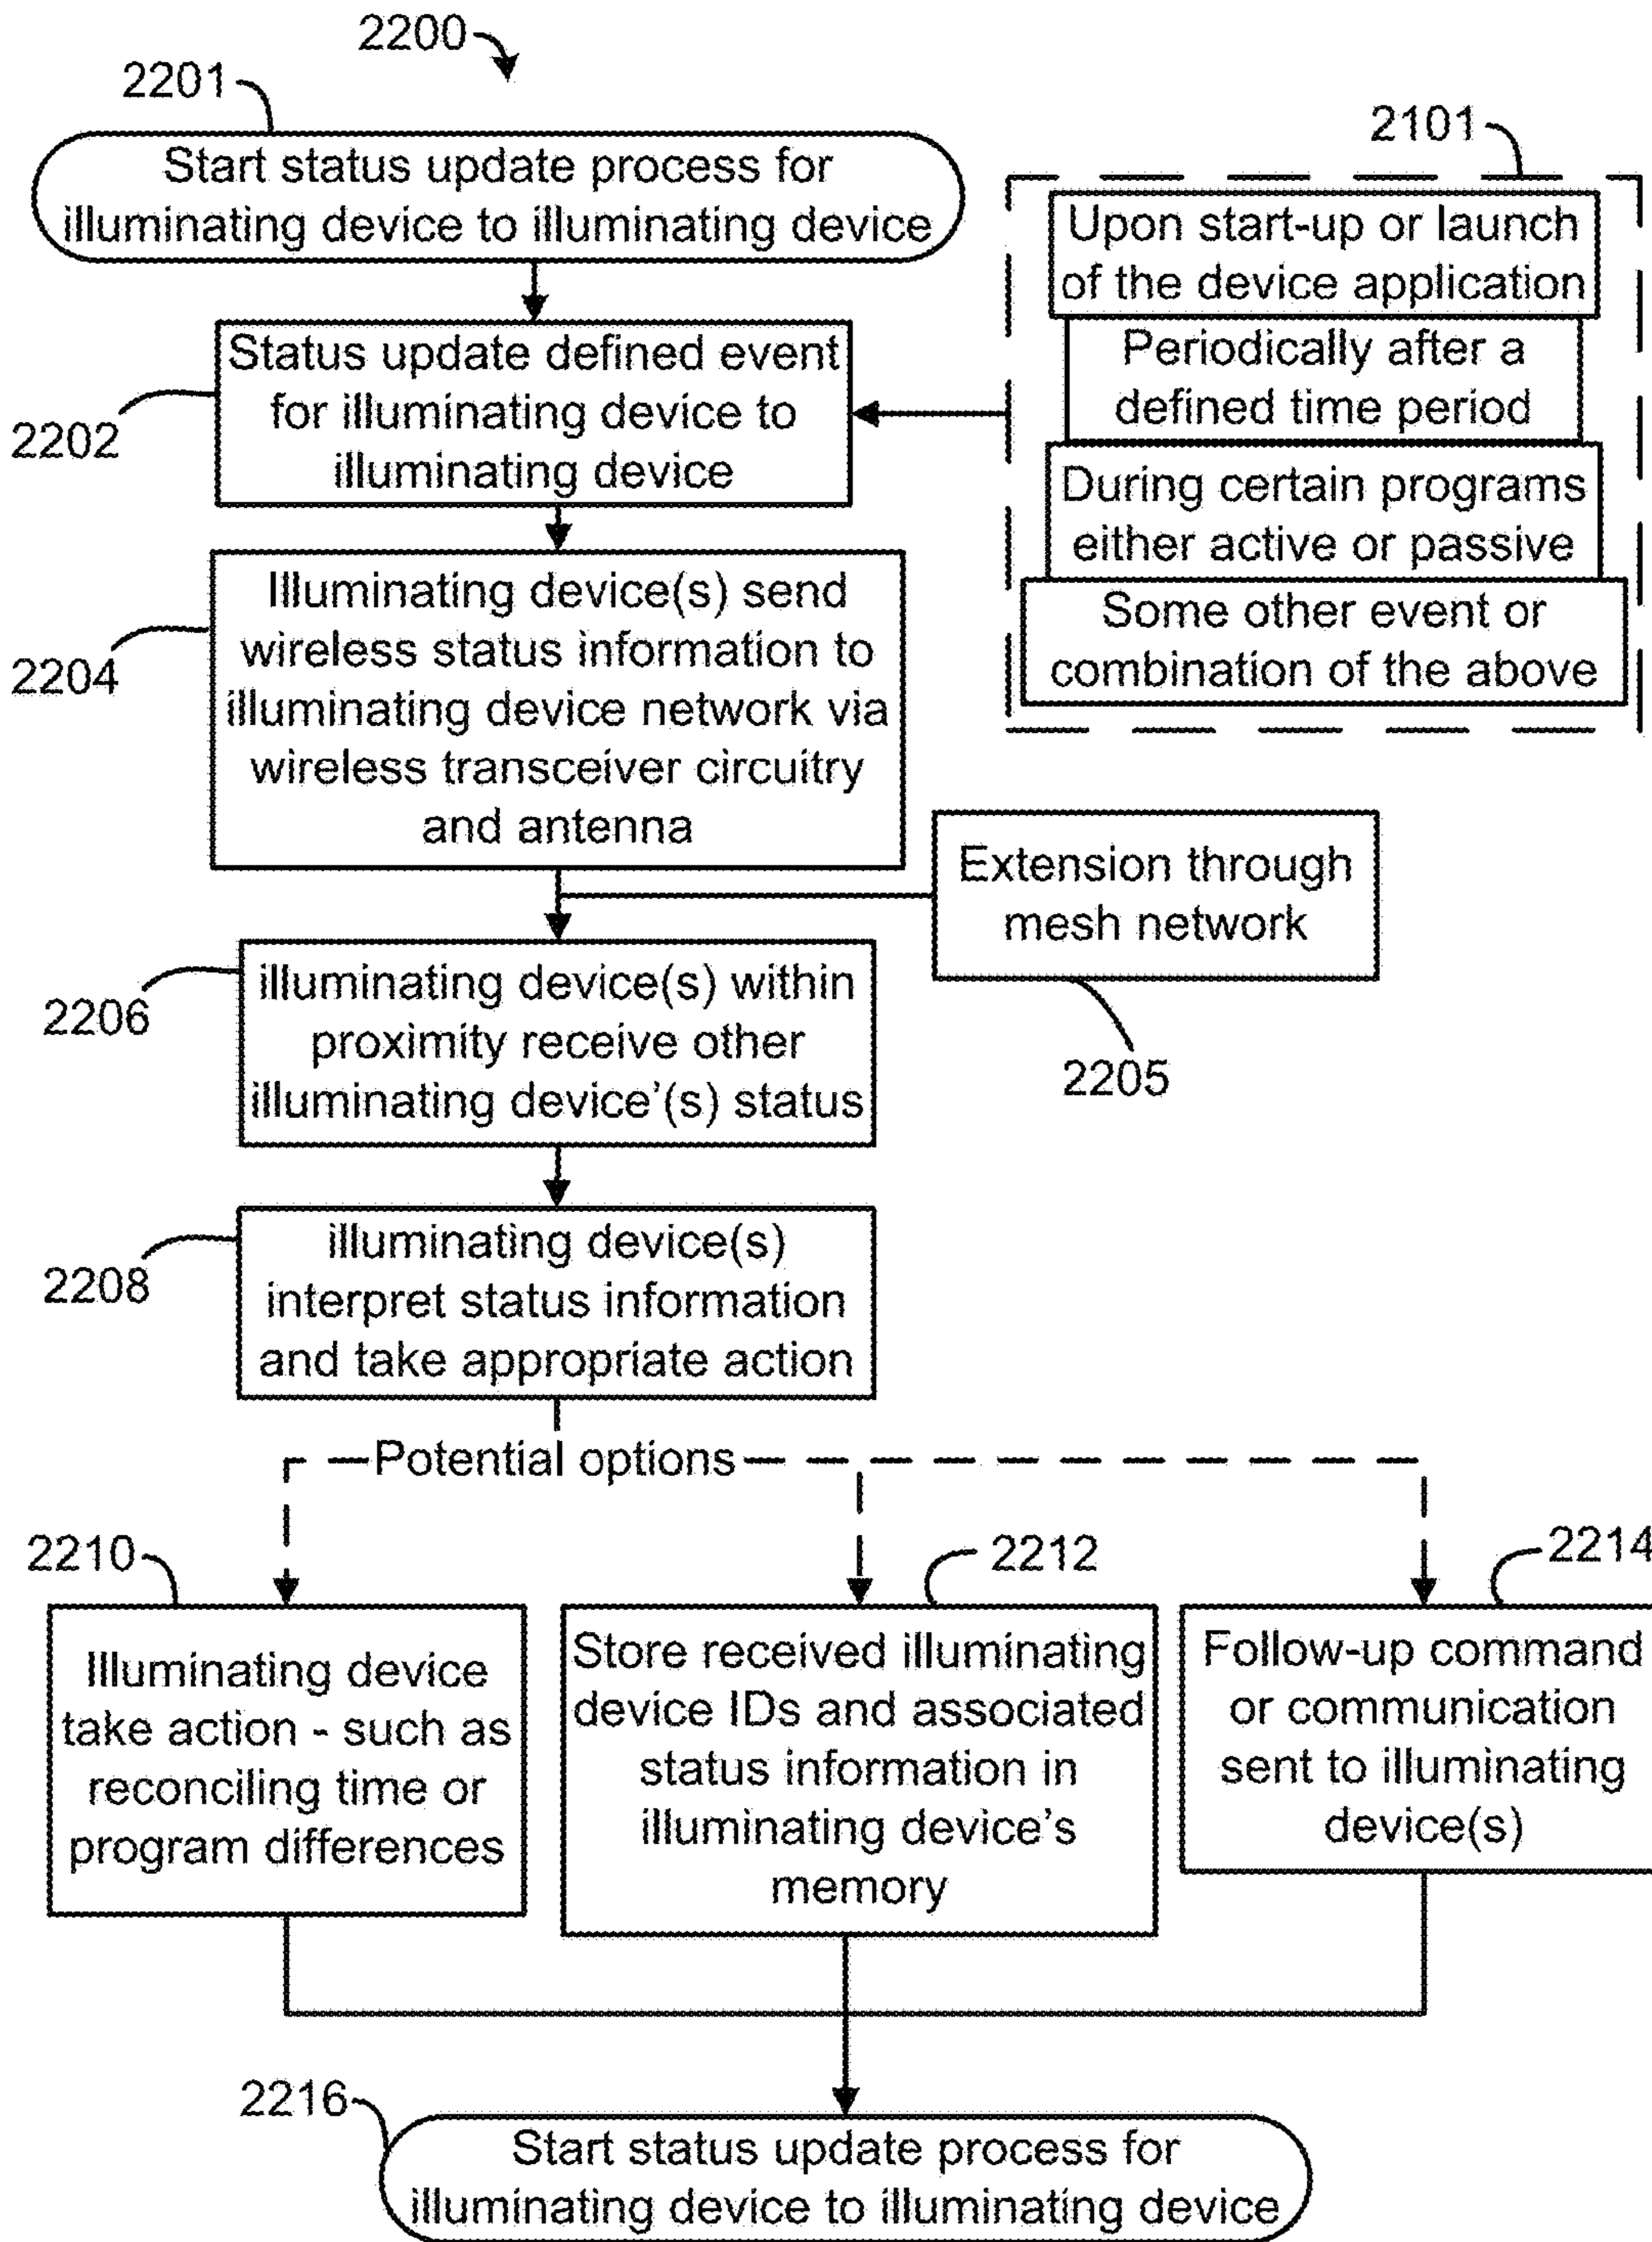 2200
2201
Start status update process for
illuminating device to illuminating device
2101
Upon start-up or launch
of the device application
Periodically after a
defined time period
During certain programs
either active or passive
Some other event or
combination of the above
2202
Status update defined event
for illuminating device to
illuminating device
2204
Illuminating device(s) send
wireless status information to
illuminating device network via
wireless transceiver circuitry
and antenna
Extension through
mesh network
2205
2206
illuminating device(s) within
proximity receive other
illuminating device'(s) status
2208
illuminating device(s)
interpret status information
and take appropriate action
Potential options
2210
Illuminating device
take action - such as
reconciling time or
program differences
2212
Store received illuminating
device IDs and associated
status information in
illuminating device's
memory
2214
Follow-up command
or communication
sent to illuminating
device(s)
2216
Start status update process for
illuminating device to illuminating device